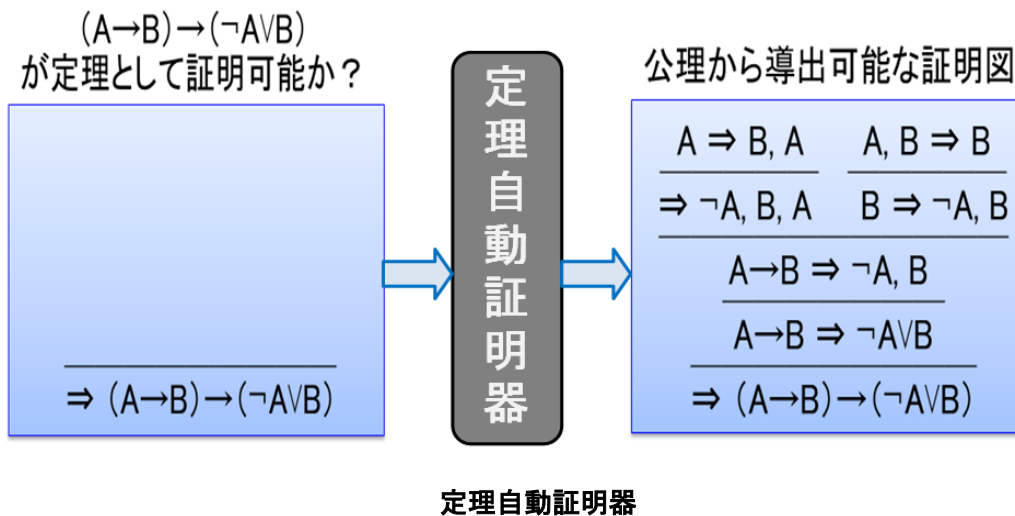 (A→B)→(¬A∨B)
が定理として証明可能か？
⇒ (A→B)→(¬A∨B)
定理自動証明器
公理から導出可能な証明図
A ⇒ B, A   A, B ⇒ B
⇒ ¬A, B, A   B ⇒ ¬A, B
A→B ⇒ ¬A, B
A→B ⇒ ¬A∨B
⇒ (A→B)→(¬A∨B)
定理自動証明器